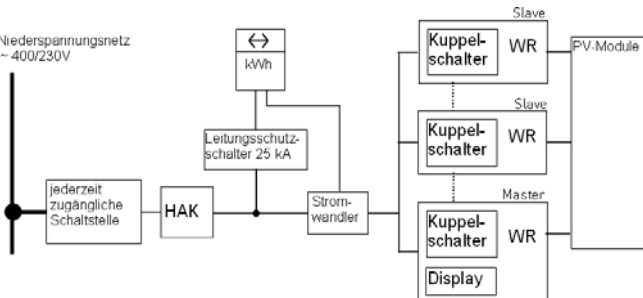 Niederspannungsnetz
~ 400/230V
kWh
Leitungsschutz-
schalter 25 kA
jederzeit
zugängliche
Schaltstelle
HAK
Strom-
wandler
Slave
Kuppel-
schalter
WR
Slave
Kuppel-
schalter
WR
Master
Kuppel-
schalter
WR
Display
PV-Module